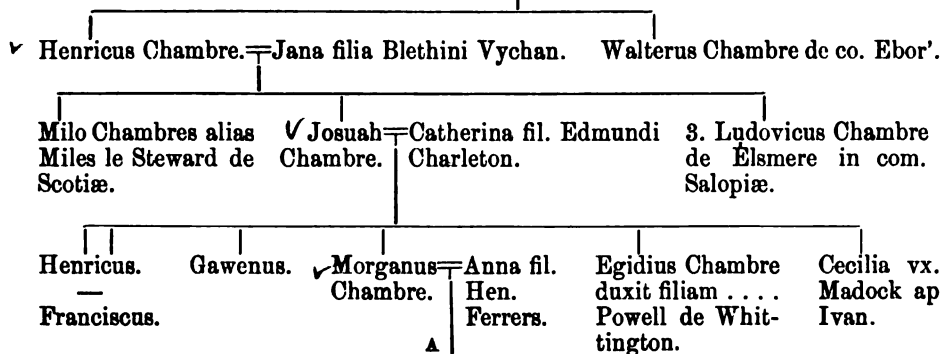 Henricus Chambre. Jana filia Blethini Vychan. Walterus Chambre de co. Ebor'.
Milo Chambres alias
Miles le Steward de
Scotiæ.
Josuah
Chambre.
Catherina fil. Edmundi
Charleton.
3. Ludovicus Chambre
de Elsmere in com.
Salopiæ.
Henricus.
—
Franciscus.
Gawenus.
Morganus
Chambre.
Anna fil.
Hen.
Ferrers.
Egidius Chambre
duxit filiam ....
Powell de Whit-
tington.
Cecilia vx.
Madock ap
Ivan.
A